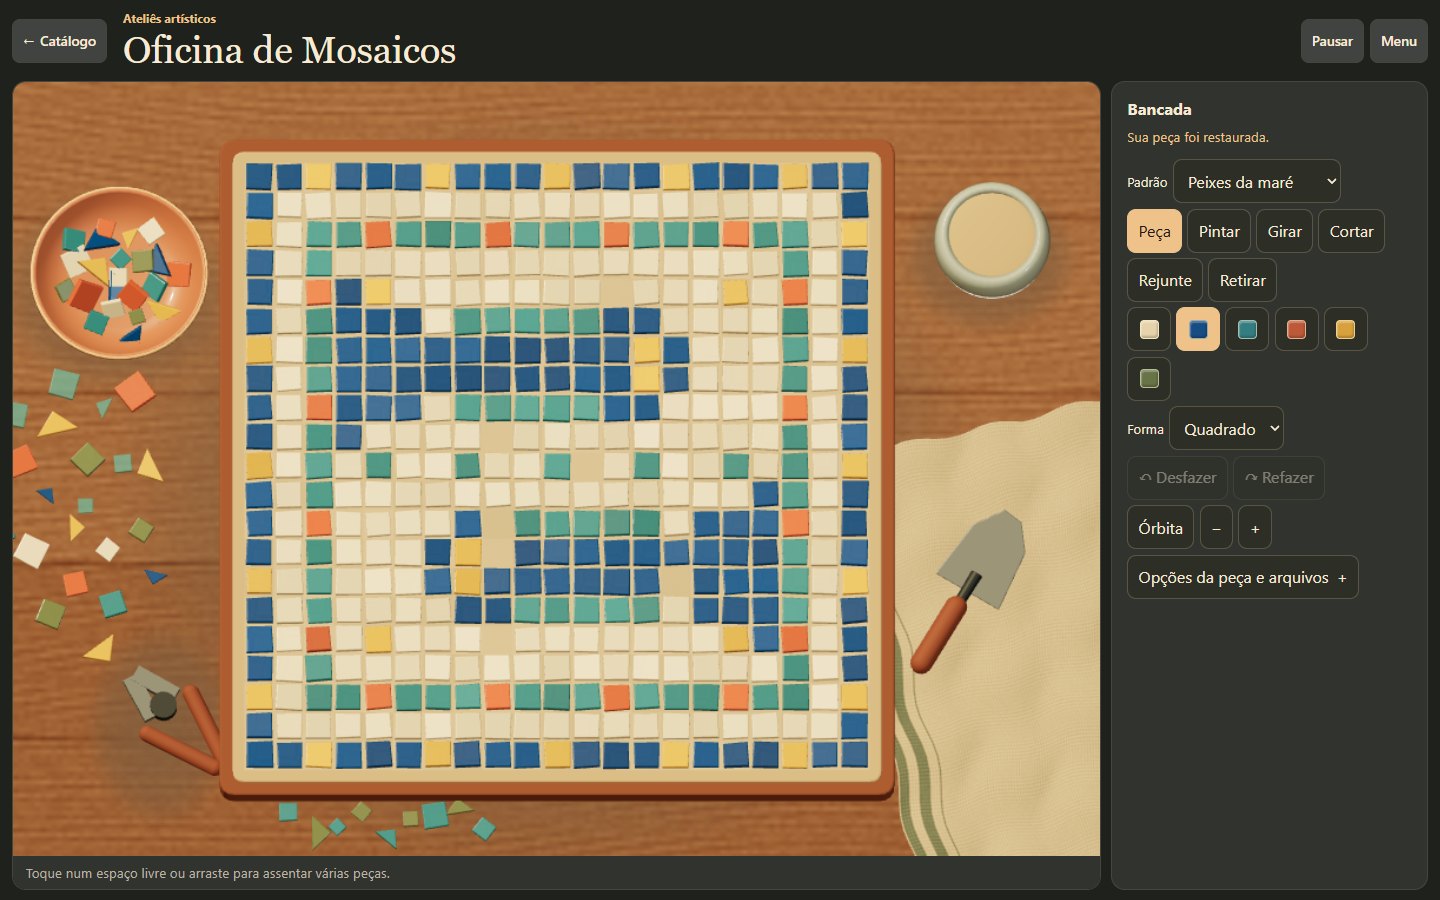 ← Catálogo
Ateliês artísticos
Oficina de Mosaicos
Pausar
Menu
Bancada
Sua peça foi restaurada.
Padrão
Peixes da maré
Peça
Pintar
Girar
Cortar
Rejunte
Retirar
Forma
Quadrado
↶ Desfazer
↷ Refazer
Órbita
−
+
Opções da peça e arquivos +
Toque num espaço livre ou arraste para assentar várias peças.